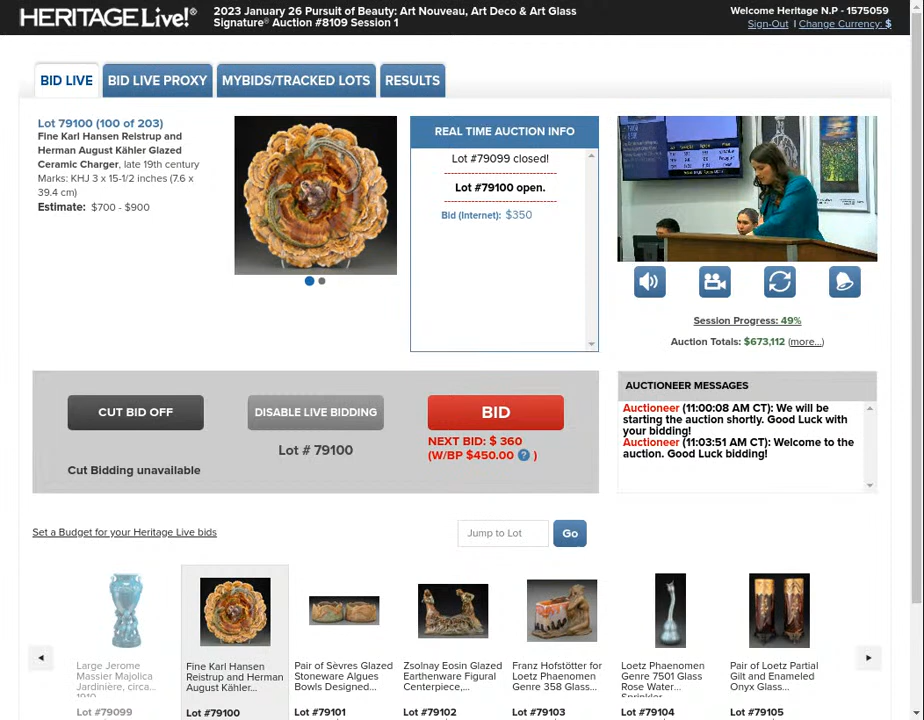 HERITAGE Live!®
2023 January 26 Pursuit of Beauty: Art Nouveau, Art Deco & Art Glass
Signature® Auction #8109 Session 1
Welcome Heritage N.P - 1575059
Sign-Out | Change Currency: $
BID LIVE
BID LIVE PROXY
MYBIDS/TRACKED LOTS
RESULTS
Lot 79100 (100 of 203)
Fine Karl Hansen Reistrup and
Herman August Kähler Glazed
Ceramic Charger, late 19th century
Marks: KHJ 3 x 15-1/2 inches (7.6 x
39.4 cm)
Estimate: $700 - $900
REAL TIME AUCTION INFO
Lot #79099 closed!
Lot #79100 open.
Bid (Internet): $350
Session Progress: 49%
Auction Totals: $673,112 (more...)
CUT BID OFF
Cut Bidding unavailable
DISABLE LIVE BIDDING
Lot # 79100
BID
NEXT BID: $ 360
(W/BP $450.00 ? )
AUCTIONEER MESSAGES
Auctioneer (11:00:08 AM CT): We will be
starting the auction shortly. Good Luck with
your bidding!
Auctioneer (11:03:51 AM CT): Welcome to the
auction. Good Luck bidding!
Set a Budget for your Heritage Live bids
Jump to Lot
Go
Large Jerome
Massier Majolica
Jardinière, circa...
1910
Lot #79099
Fine Karl Hansen
Reistrup and Herman
August Kähler...
Lot #79100
Pair of Sèvres Glazed
Stoneware Algues
Bowls Designed...
Lot #79101
Zsolnay Eosin Glazed
Earthenware Figural
Centerpiece,...
Lot #79102
Franz Hofstötter for
Loetz Phaenomen
Genre 358 Glass...
Lot #79103
Loetz Phaenomen
Genre 7501 Glass
Rose Water...
Sprinkler
Lot #79104
Pair of Loetz Partial
Gilt and Enameled
Onyx Glass...
Lot #79105